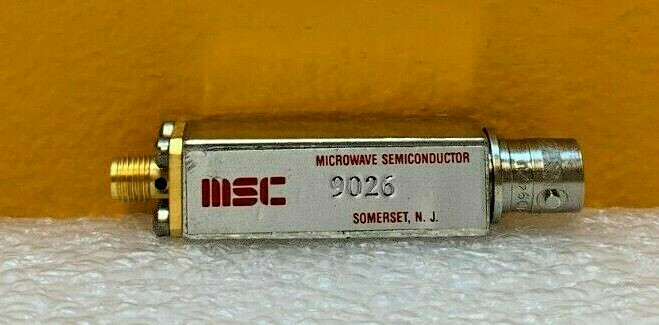 MICROWAVE SEMICONDUCTOR
msc 9026
SOMERSET, N. J.